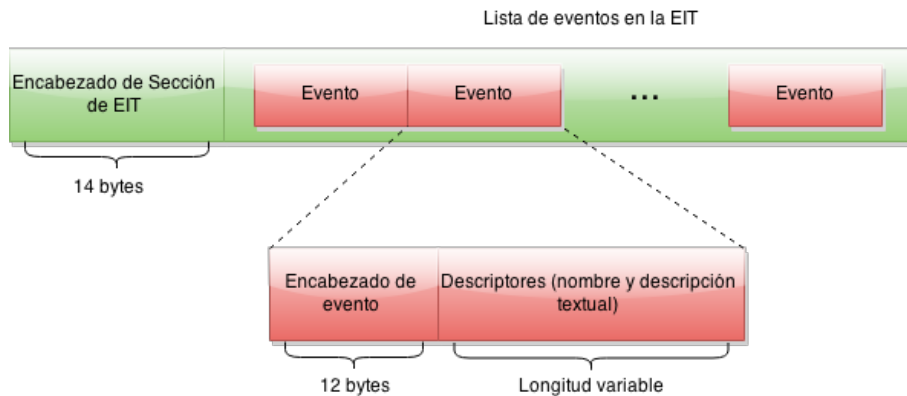 Lista de eventos en la EIT
Encabezado de Sección
de EIT
Evento
Evento
...
Evento
14 bytes
Encabezado de
evento
Descriptores (nombre y descripción
textual)
12 bytes
Longitud variable